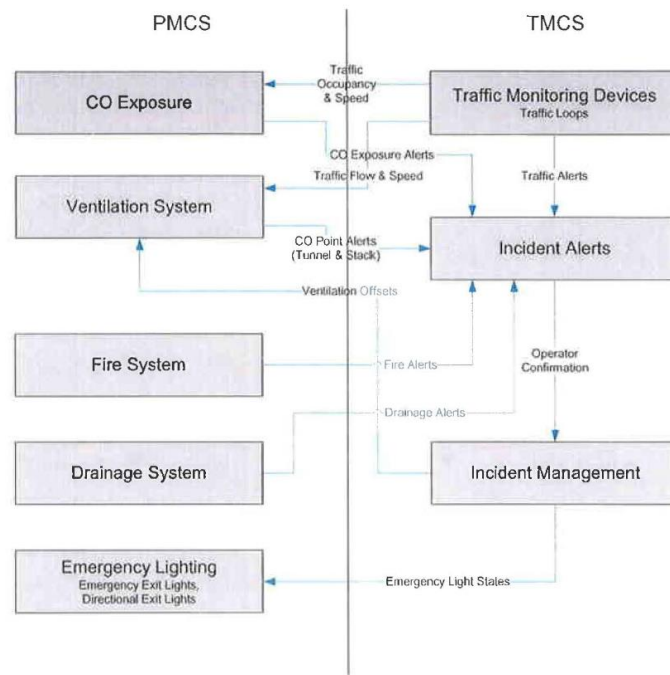 PMCS
TMCS
Traffic
Occupancy
& Speed
CO Exposure
Traffic Monitoring Devices
Traffic Loops
CO Exposure Alerts
Traffic Flow & Speed
Traffic Alerts
Ventilation System
CO Point Alerts
(Tunnel & Stack)
Incident Alerts
Ventilation Offsets
Fire System
Fire Alerts
Operator
Confirmation
Drainage Alerts
Drainage System
Incident Management
Emergency Lighting
Emergency Exit Lights,
Directional Exit Lights
Emergency Light States